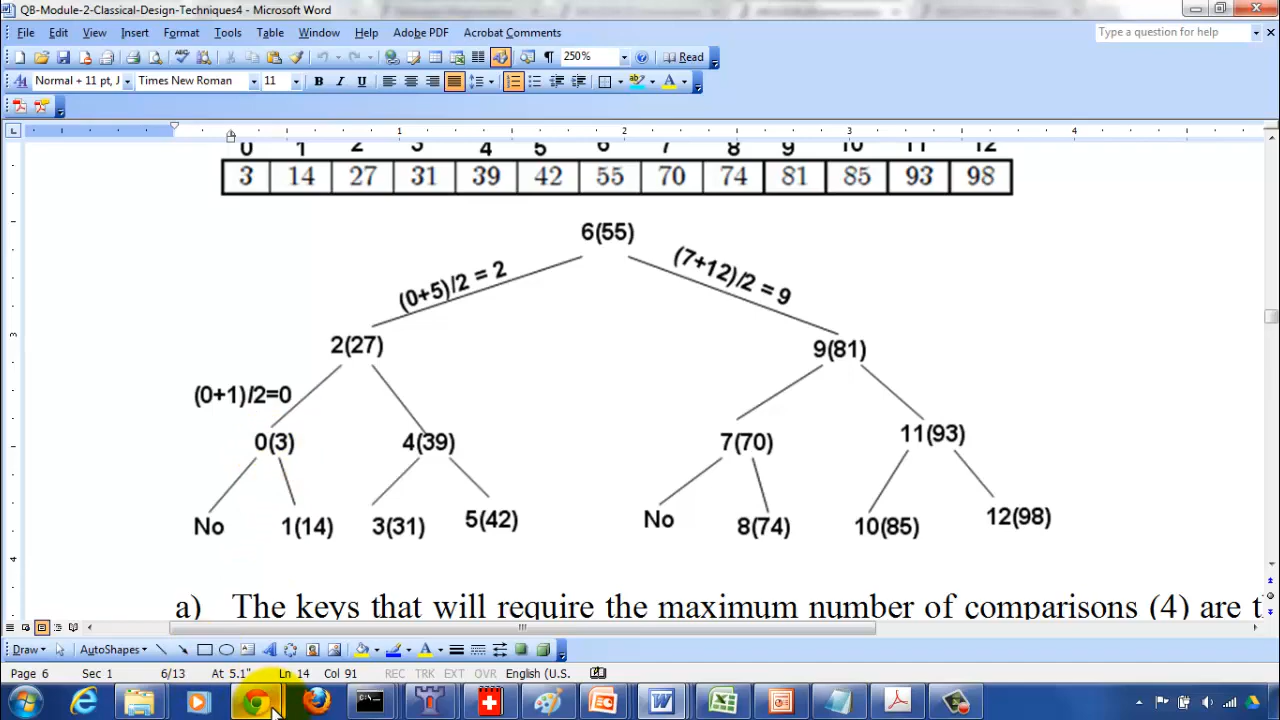 QB-Module-2-Classical-Design-Techniques4 - Microsoft Word
File Edit View Insert Format Tools Table Window Help Adobe PDF Acrobat Comments Type a question for help
250% Read
Normal + 11 pt, J Times New Roman 11 B I U
1 2 3 4
0 1 2 3 4 5 6 7 8 9 10 11 12
3 14 27 31 39 42 55 70 74 81 85 93 98
6(55)
(0+5)/2 = 2 (7+12)/2 = 9
2(27) 9(81)
(0+1)/2=0
0(3) 4(39) 7(70) 11(93)
No 1(14) 3(31) 5(42) No 8(74) 10(85) 12(98)
a) The keys that will require the maximum number of comparisons (4) are t
Draw AutoShapes
Page 6 Sec 1 6/13 At 5.1" Ln 14 Col 91 REC TRK EXT OVR English (U.S.